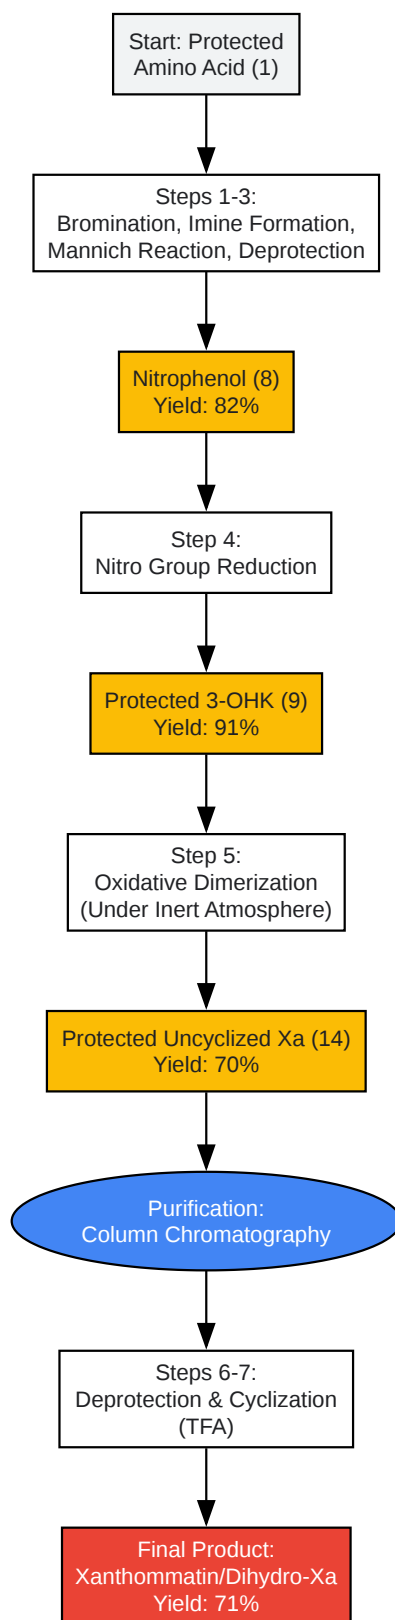 Start: Protected
Amino Acid (1)
Steps 1-3:
Bromination, Imine Formation,
Mannich Reaction, Deprotection
Nitrophenol (8)
Yield: 82%
Step 4:
Nitro Group Reduction
Protected 3-OHK (9)
Yield: 91%
Step 5:
Oxidative Dimerization
(Under Inert Atmosphere)
Protected Uncyclized Xa (14)
Yield: 70%
Purification:
Column Chromatography
Steps 6-7:
Deprotection & Cyclization
(TFA)
Final Product:
Xanthommatin/Dihydro-Xa
Yield: 71%